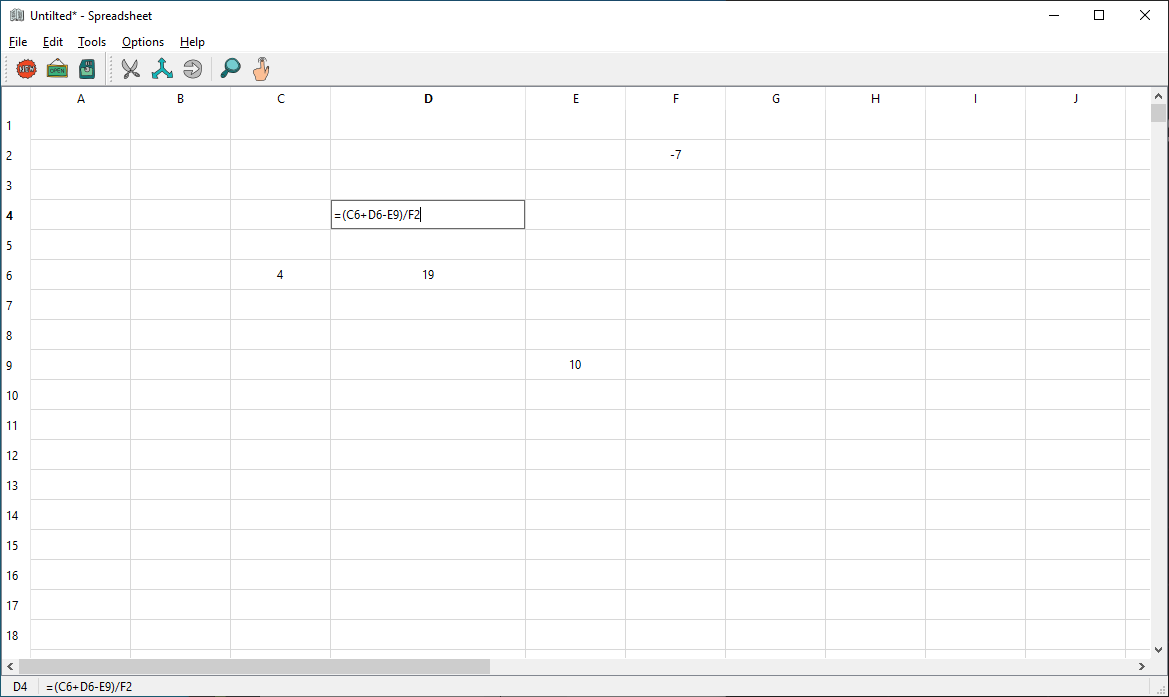 Untilted* - Spreadsheet
File Edit Tools Options Help
NEW OPEN
A B C D E F G H I J
1
2 -7
3
4 =(C6+D6-E9)/F2
5
6 4 19
7
8
9 10
10
11
12
13
14
15
16
17
18
D4 =(C6+D6-E9)/F2